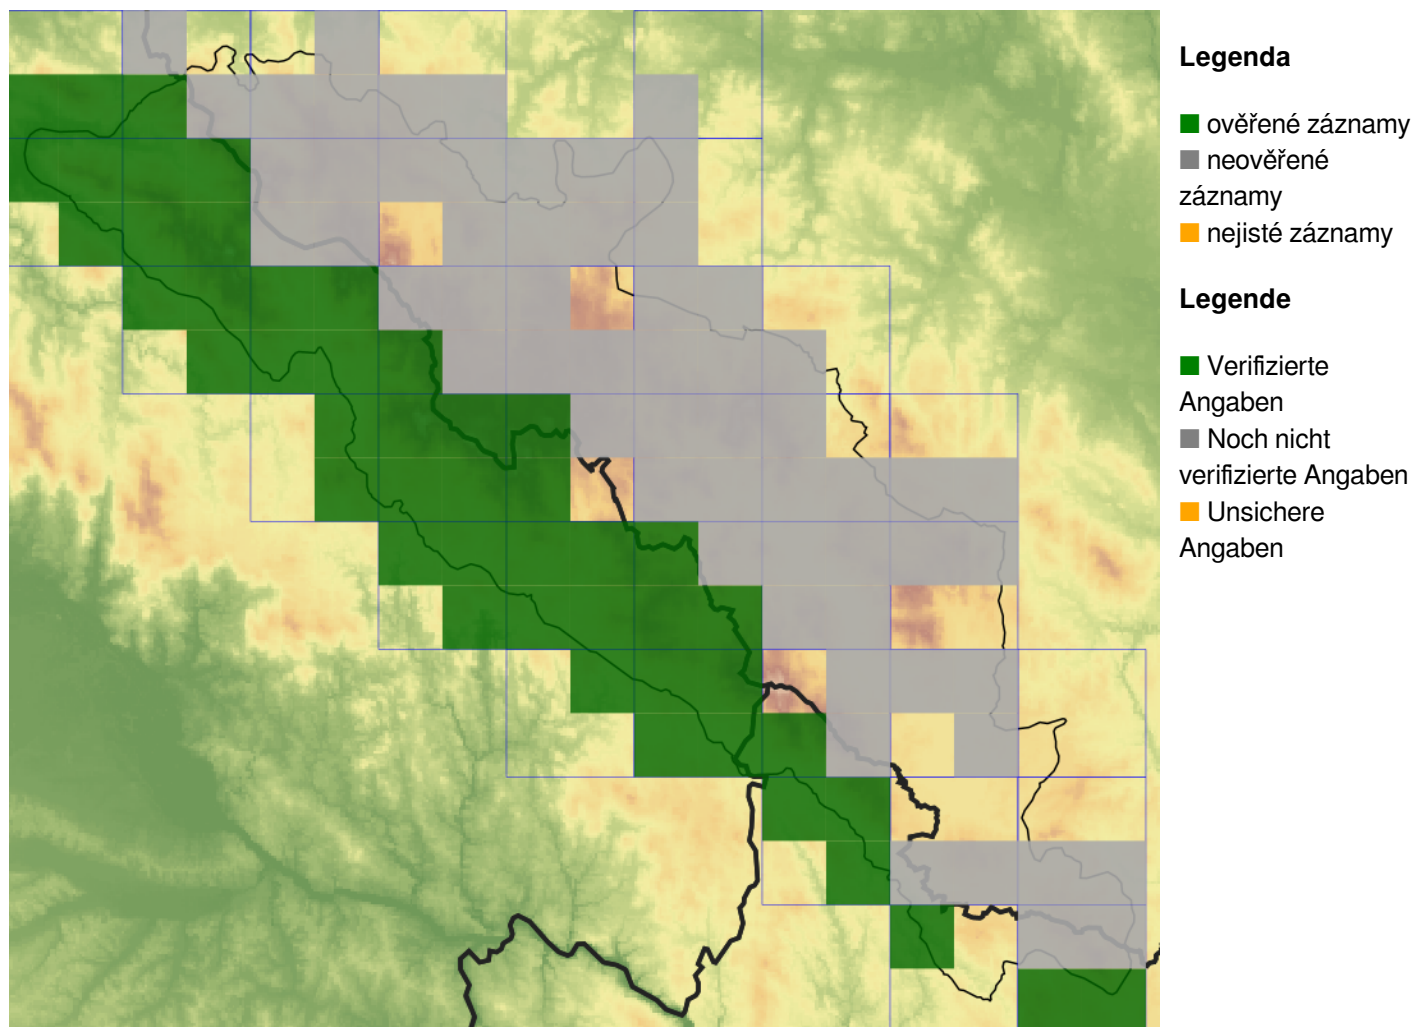 Legenda
ověřené záznamy
neověřené
záznamy
nejisté záznamy
Legende
Verifizierte
Angaben
Noch nicht
verifizierte Angaben
Unsichere
Angaben